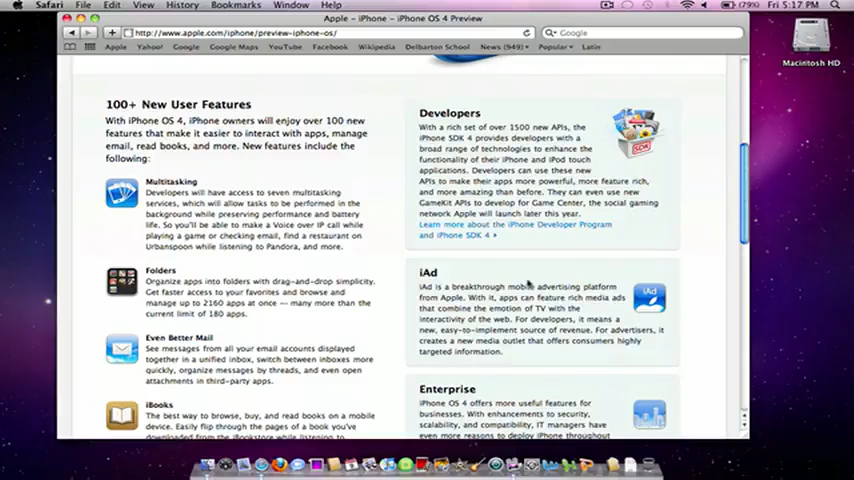 Safari File Edit View History Bookmarks Window Help
(79%) Fri 5:17 PM
Apple - iPhone - iPhone OS 4 Preview
http://www.apple.com/iphone/preview-iphone-os/
Google
Apple Yahoo! Google Google Maps YouTube Facebook Wikipedia Delbarton School News (949) Popular Latin
Macintosh HD
100+ New User Features
With iPhone OS 4, iPhone owners will enjoy over 100 new
features that make it easier to interact with apps, manage
email, read books, and more. New features include the
following:
Multitasking
Developers will have access to seven multitasking
services, which will allow tasks to be performed in the
background while preserving performance and battery
life. So you'll be able to make a Voice over IP call while
playing a game or checking email, find a restaurant on
Urbanspoon while listening to Pandora, and more.
Folders
Organize apps into folders with drag-and-drop simplicity.
Get faster access to your favorites and browse and
manage up to 2160 apps at once — many more than the
current limit of 180 apps.
Even Better Mail
See messages from all your email accounts displayed
together in a unified inbox, switch between inboxes more
quickly, organize messages by threads, and even open
attachments in third-party apps.
iBooks
The best way to browse, buy, and read books on a mobile
device. Easily flip through the pages of a book you've
downloaded from the iBookstore while listening to
Developers
With a rich set of over 1500 new APIs, the
iPhone SDK 4 provides developers with a
broad range of technologies to enhance the
functionality of their iPhone and iPod touch
applications. Developers can use these new
APIs to make their apps more powerful, more feature rich,
and more amazing than before. They can even use new
GameKit APIs to develop for Game Center, the social gaming
network Apple will launch later this year.
Learn more about the iPhone Developer Program
and iPhone SDK 4
SDK
iAd
iAd is a breakthrough mobile advertising platform
from Apple. With it, apps can feature rich media ads
that combine the emotion of TV with the
interactivity of the web. For developers, it means a
new, easy-to-implement source of revenue. For advertisers, it
creates a new media outlet that offers consumers highly
targeted information.
iAd
Enterprise
iPhone OS 4 offers more useful features for
businesses. With enhancements to security,
scalability, and compatibility, IT managers have
even more reasons to deploy iPhone throughout